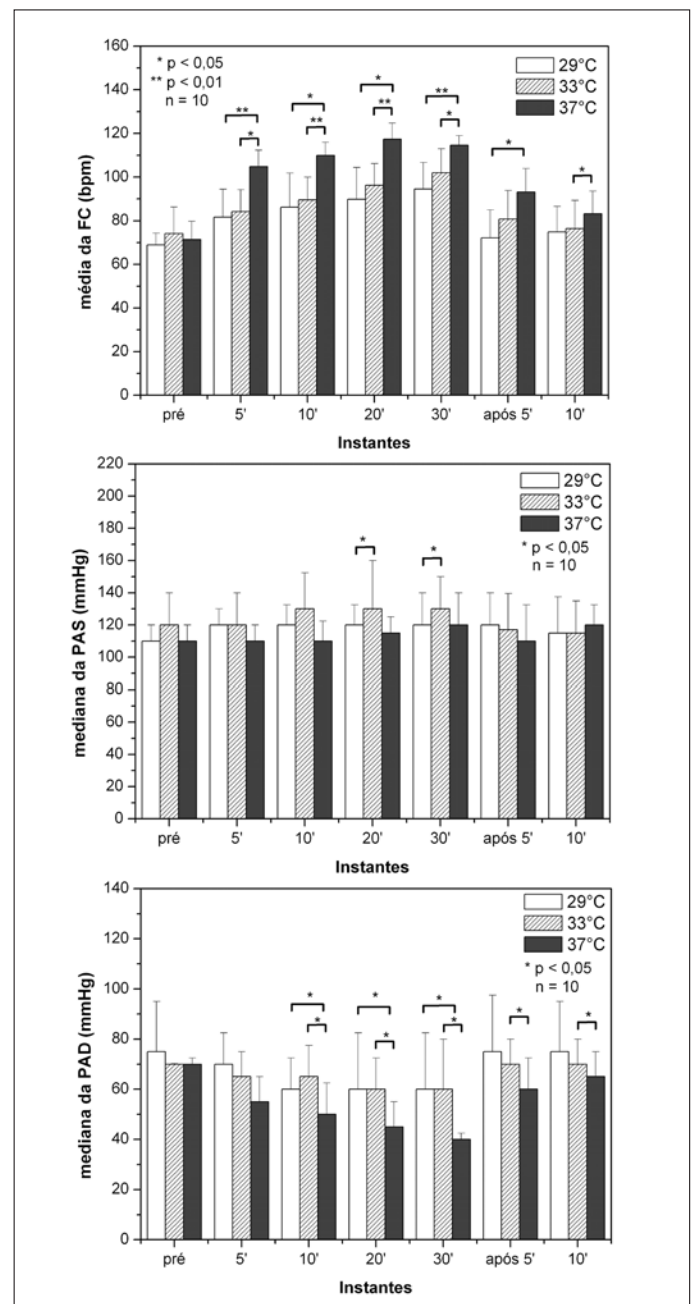 160
140
120
100
80
60
40
20
0
média da FC (bpm)
* p < 0,05
** p < 0,01
n = 10
29°C
33°C
37°C
** * * ** * ** ** * * *
pré 5' 10' 20' 30' após 5' 10'
Instantes
220
200
180
160
140
120
100
80
60
40
20
0
mediana da PAS (mmHg)
29°C
33°C
37°C
* p < 0,05
n = 10
* *
pré 5' 10' 20' 30' após 5' 10'
Instantes
140
120
100
80
60
40
20
0
mediana da PAD (mmHg)
29°C
33°C
37°C
* p < 0,05
n = 10
* * * * * * * *
pré 5' 10' 20' 30' após 5' 10'
Instantes